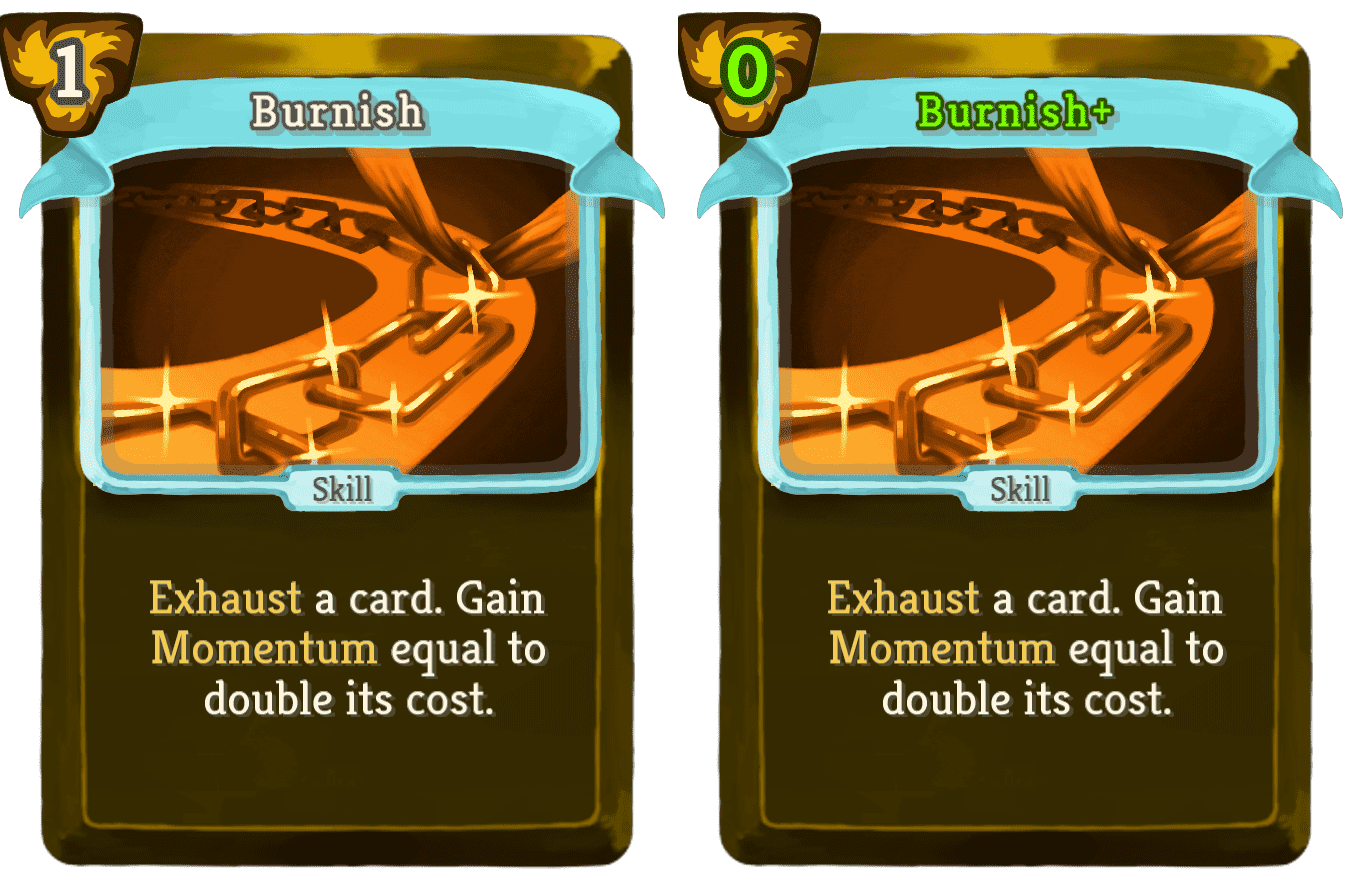 1
Burnish
Skill
Exhaust a card. Gain
Momentum equal to
double its cost.
0
Burnish+
Skill
Exhaust a card. Gain
Momentum equal to
double its cost.